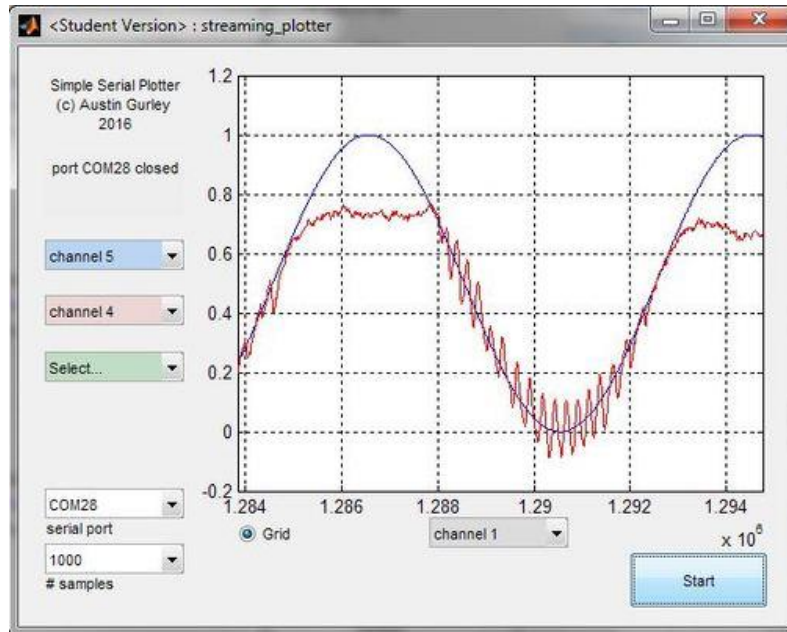 <Student Version> : streaming_plotter
Simple Serial Plotter
(c) Austin Gurley
2016
port COM28 closed
channel 5
channel 4
Select...
COM28
serial port
1000
# samples
1.2
1
0.8
0.6
0.4
0.2
0
-0.2
1.284
1.286
1.288
1.29
1.292
1.294
x 10^6
Grid
channel 1
Start